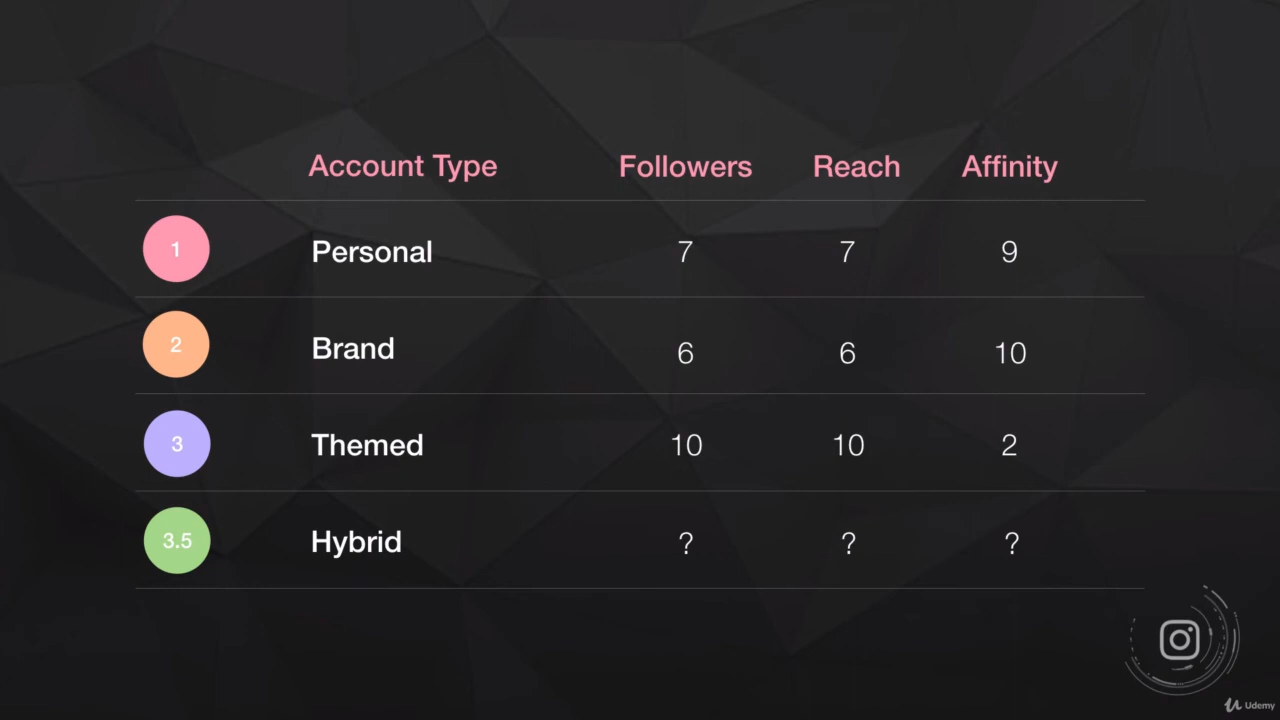 Account Type Followers Reach Affinity
1 Personal 7 7 9
2 Brand 6 6 10
3 Themed 10 10 2
3.5 Hybrid ? ? ?
Udemy